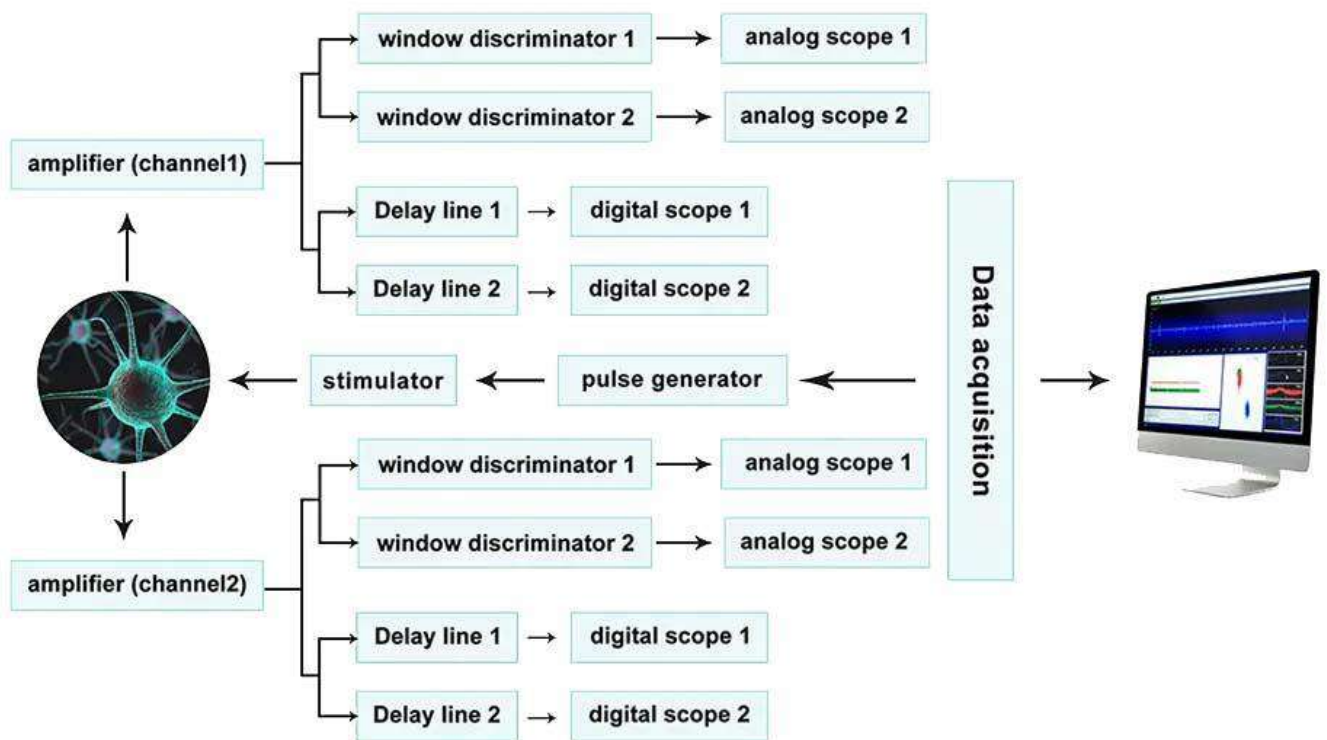 window discriminator 1
analog scope 1
window discriminator 2
analog scope 2
amplifier (channel1)
Delay line 1
digital scope 1
Delay line 2
digital scope 2
stimulator
pulse generator
Data acquisition
window discriminator 1
analog scope 1
window discriminator 2
analog scope 2
amplifier (channel2)
Delay line 1
digital scope 1
Delay line 2
digital scope 2